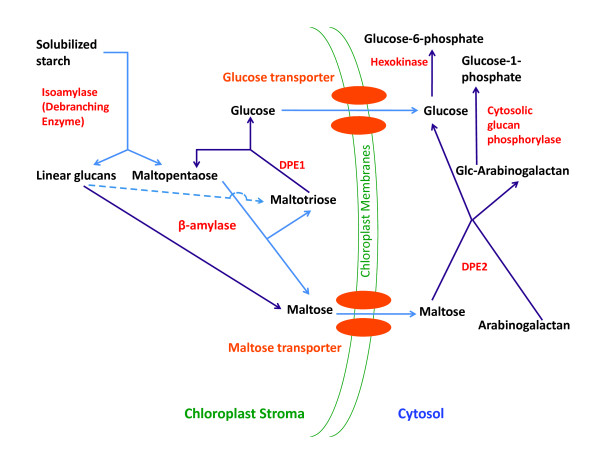 Glucose-6-phosphate
Solubilized
starch
Hexokinase
Glucose-1-
phosphate
Glucose transporter
Isoamylase
(Debranching
Enzyme)
Glucose
Glucose
Cytosolic
glucan
phosphorylase
DPE1
Linear glucans
Maltopentaose
Glc-Arabinogalactan
Maltotriose
Chloroplast Membranes
β-amylase
DPE2
Maltose
Maltose
Arabinogalactan
Maltose transporter
Chloroplast Stroma
Cytosol